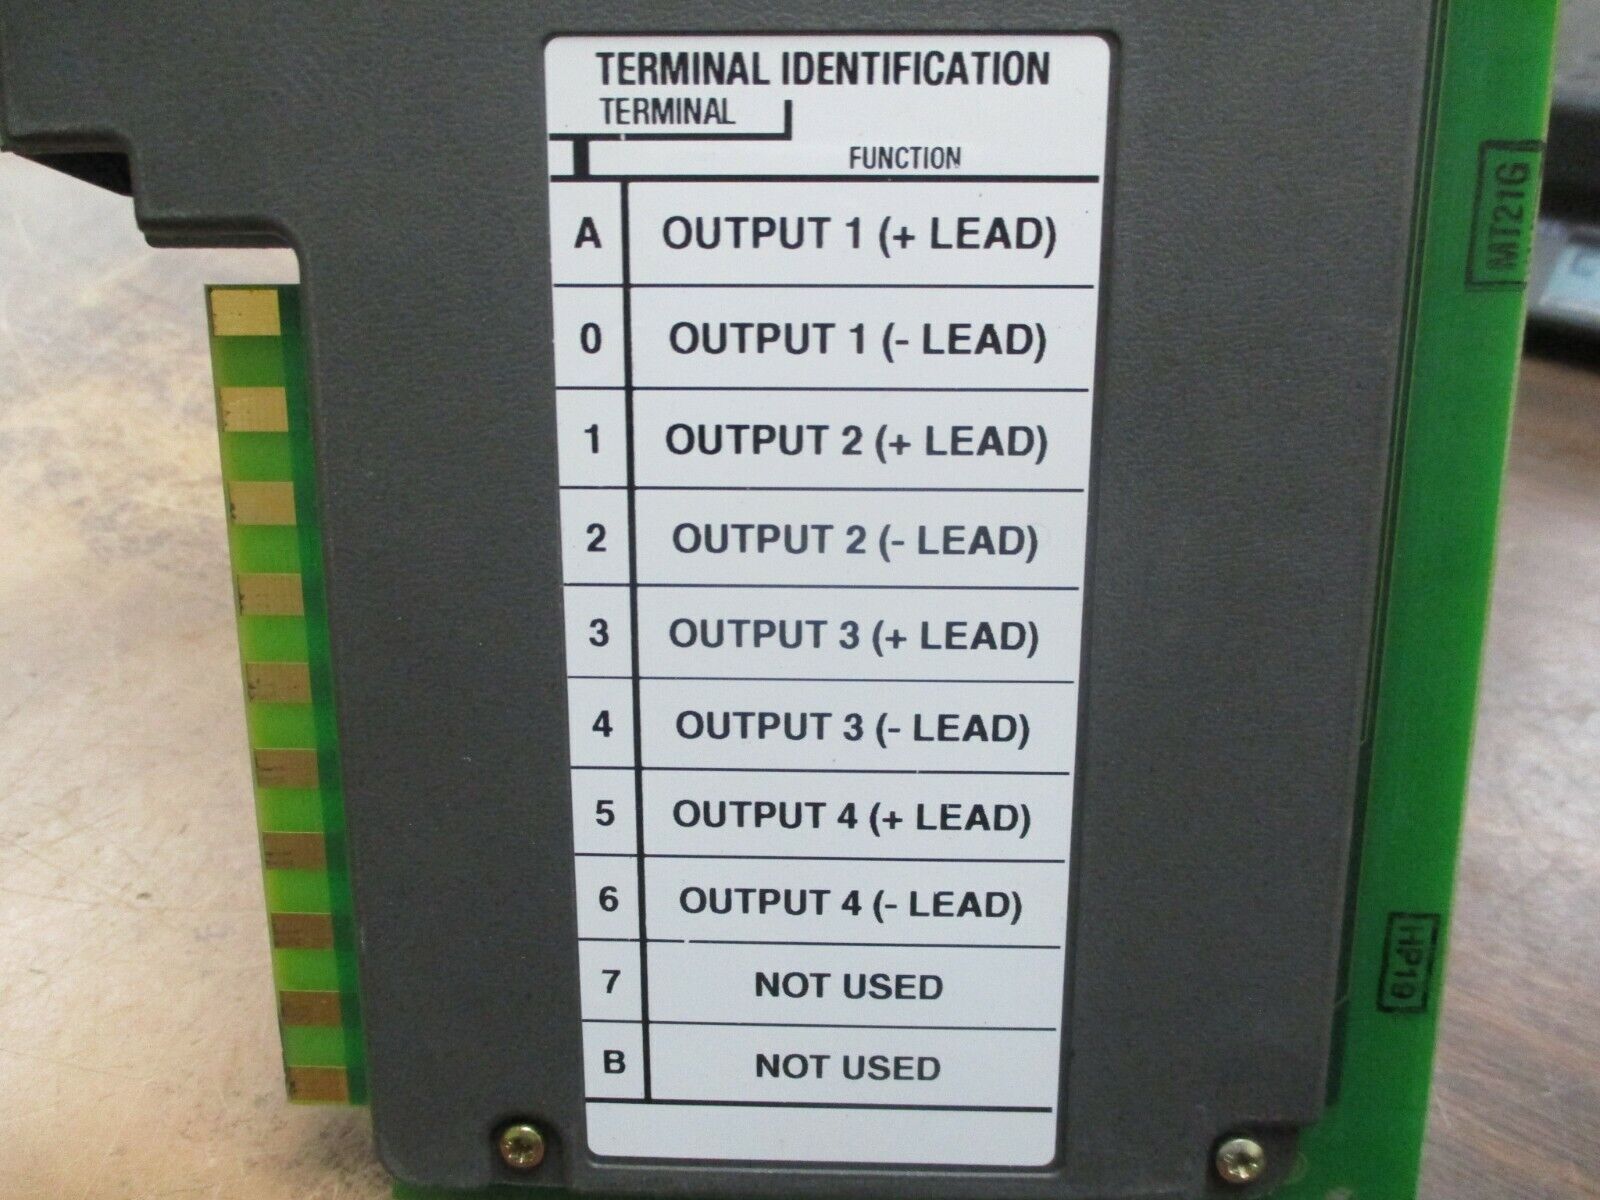 TERMINAL IDENTIFICATION
TERMINAL
FUNCTION
A OUTPUT 1 (+ LEAD)
0 OUTPUT 1 (- LEAD)
1 OUTPUT 2 (+ LEAD)
2 OUTPUT 2 (- LEAD)
3 OUTPUT 3 (+ LEAD)
4 OUTPUT 3 (- LEAD)
5 OUTPUT 4 (+ LEAD)
6 OUTPUT 4 (- LEAD)
7 NOT USED
B NOT USED
MT21G
HP19